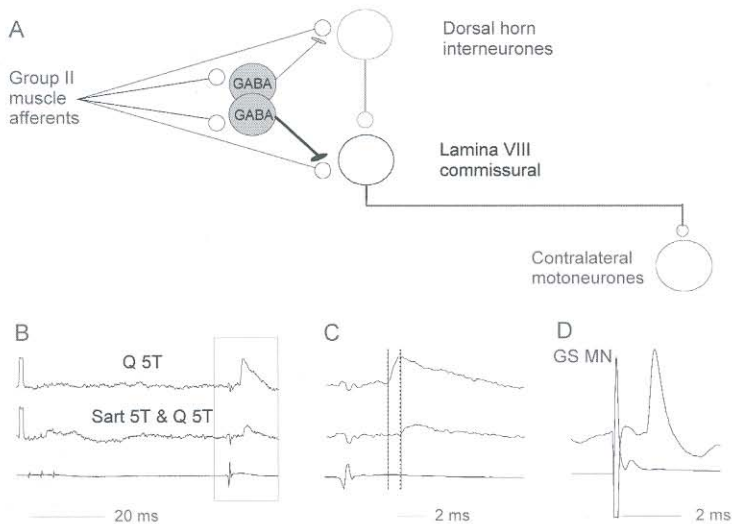 A
Dorsal horn
interneurones
Group II
muscle
afferents
GABA
GABA
Lamina VIII
commissural
Contralateral
motoneurones
B
C
D
Q 5T
GS MN
Sart 5T & Q 5T
20 ms
2 ms
2 ms